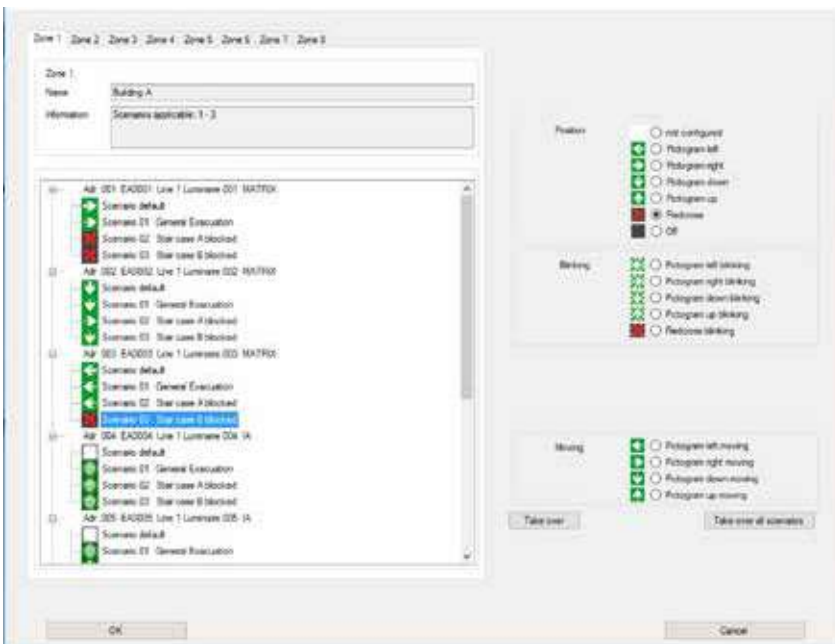 Zone 1 Zone 2 Zone 3 Zone 4 Zone 5 Zone 6 Zone 7 Zone 8
Zone 1
Name Building A
Information Scenarios applicable: 1 - 3
Adr 001 EA0001 Line 1 Luminaire 001 MATRIX
Scenario default
Scenario 01 General Evacuation
Scenario 02 Stair case A blocked
Scenario 03 Stair case B blocked
Adr 002 EA0002 Line 1 Luminaire 002 MATRIX
Scenario default
Scenario 01 General Evacuation
Scenario 02 Stair case A blocked
Scenario 03 Stair case B blocked
Adr 003 EA0003 Line 1 Luminaire 003 MATRIX
Scenario default
Scenario 01 General Evacuation
Scenario 02 Stair case A blocked
Scenario 03 Stair case B blocked
Adr 004 EA0004 Line 1 Luminaire 004 IA
Scenario default
Scenario 01 General Evacuation
Scenario 02 Stair case A blocked
Scenario 03 Stair case B blocked
Adr 005 EA0005 Line 1 Luminaire 005 IA
Scenario default
Scenario 01 General Evacuation
Position
not configured
Pictogram left
Pictogram right
Pictogram down
Pictogram up
Redcross
Off
Blinking
Pictogram left blinking
Pictogram right blinking
Pictogram down blinking
Pictogram up blinking
Redcross blinking
Moving
Pictogram left moving
Pictogram right moving
Pictogram down moving
Pictogram up moving
Take over
Take over all scenarios
OK
Cancel